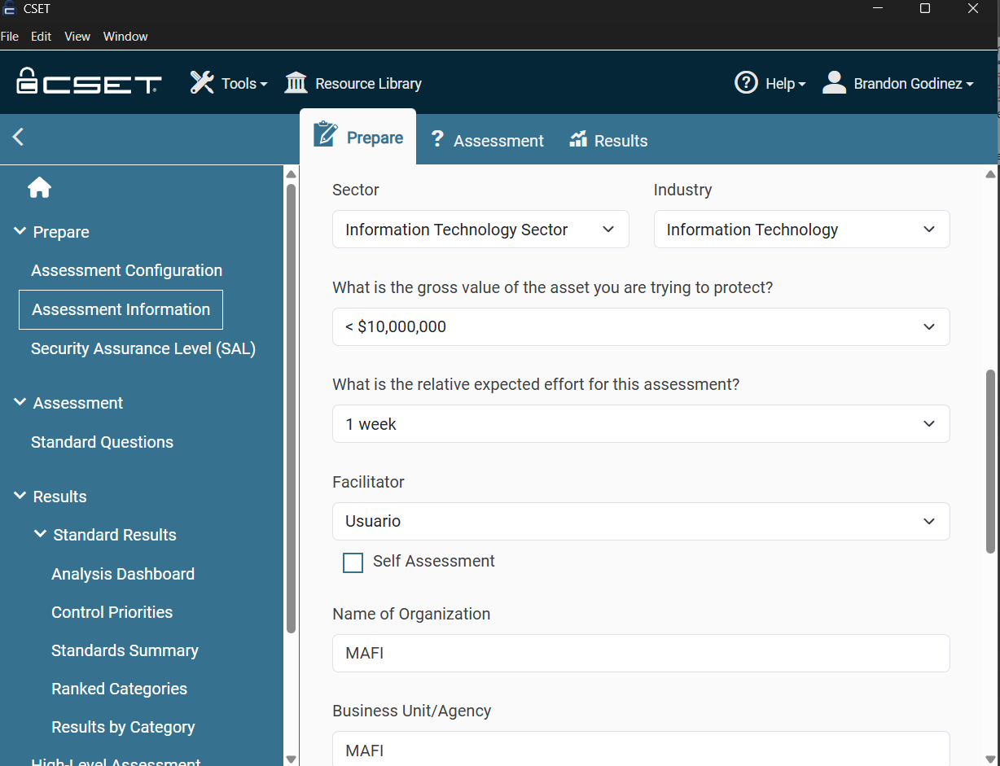 CSET
File Edit View Window
CSET Tools Resource Library Help Brandon Godinez
Prepare ? Assessment Results
Prepare
Assessment Configuration
Assessment Information
Security Assurance Level (SAL)
Assessment
Standard Questions
Results
Standard Results
Analysis Dashboard
Control Priorities
Standards Summary
Ranked Categories
Results by Category
High-Level Assessment
Sector Industry
Information Technology Sector Information Technology
What is the gross value of the asset you are trying to protect?
< $10,000,000
What is the relative expected effort for this assessment?
1 week
Facilitator
Usuario
Self Assessment
Name of Organization
MAFI
Business Unit/Agency
MAFI